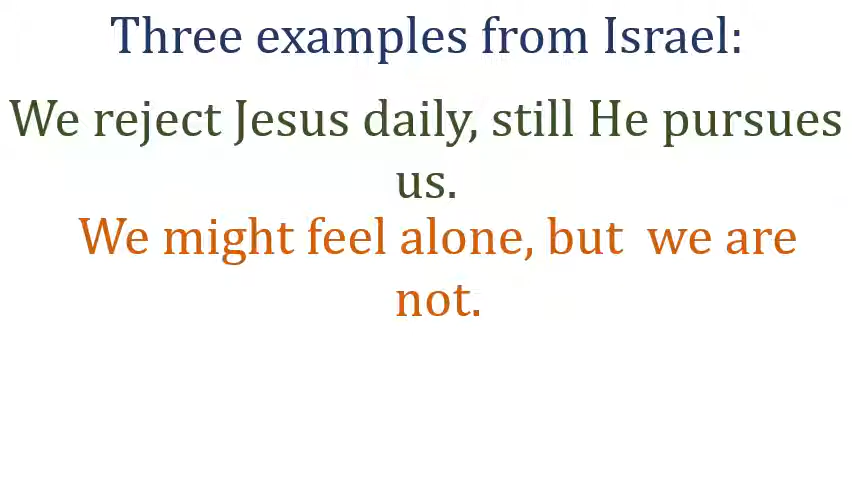 Three examples from Israel:
We reject Jesus daily, still He pursues
us.
We might feel alone, but  we are
not.